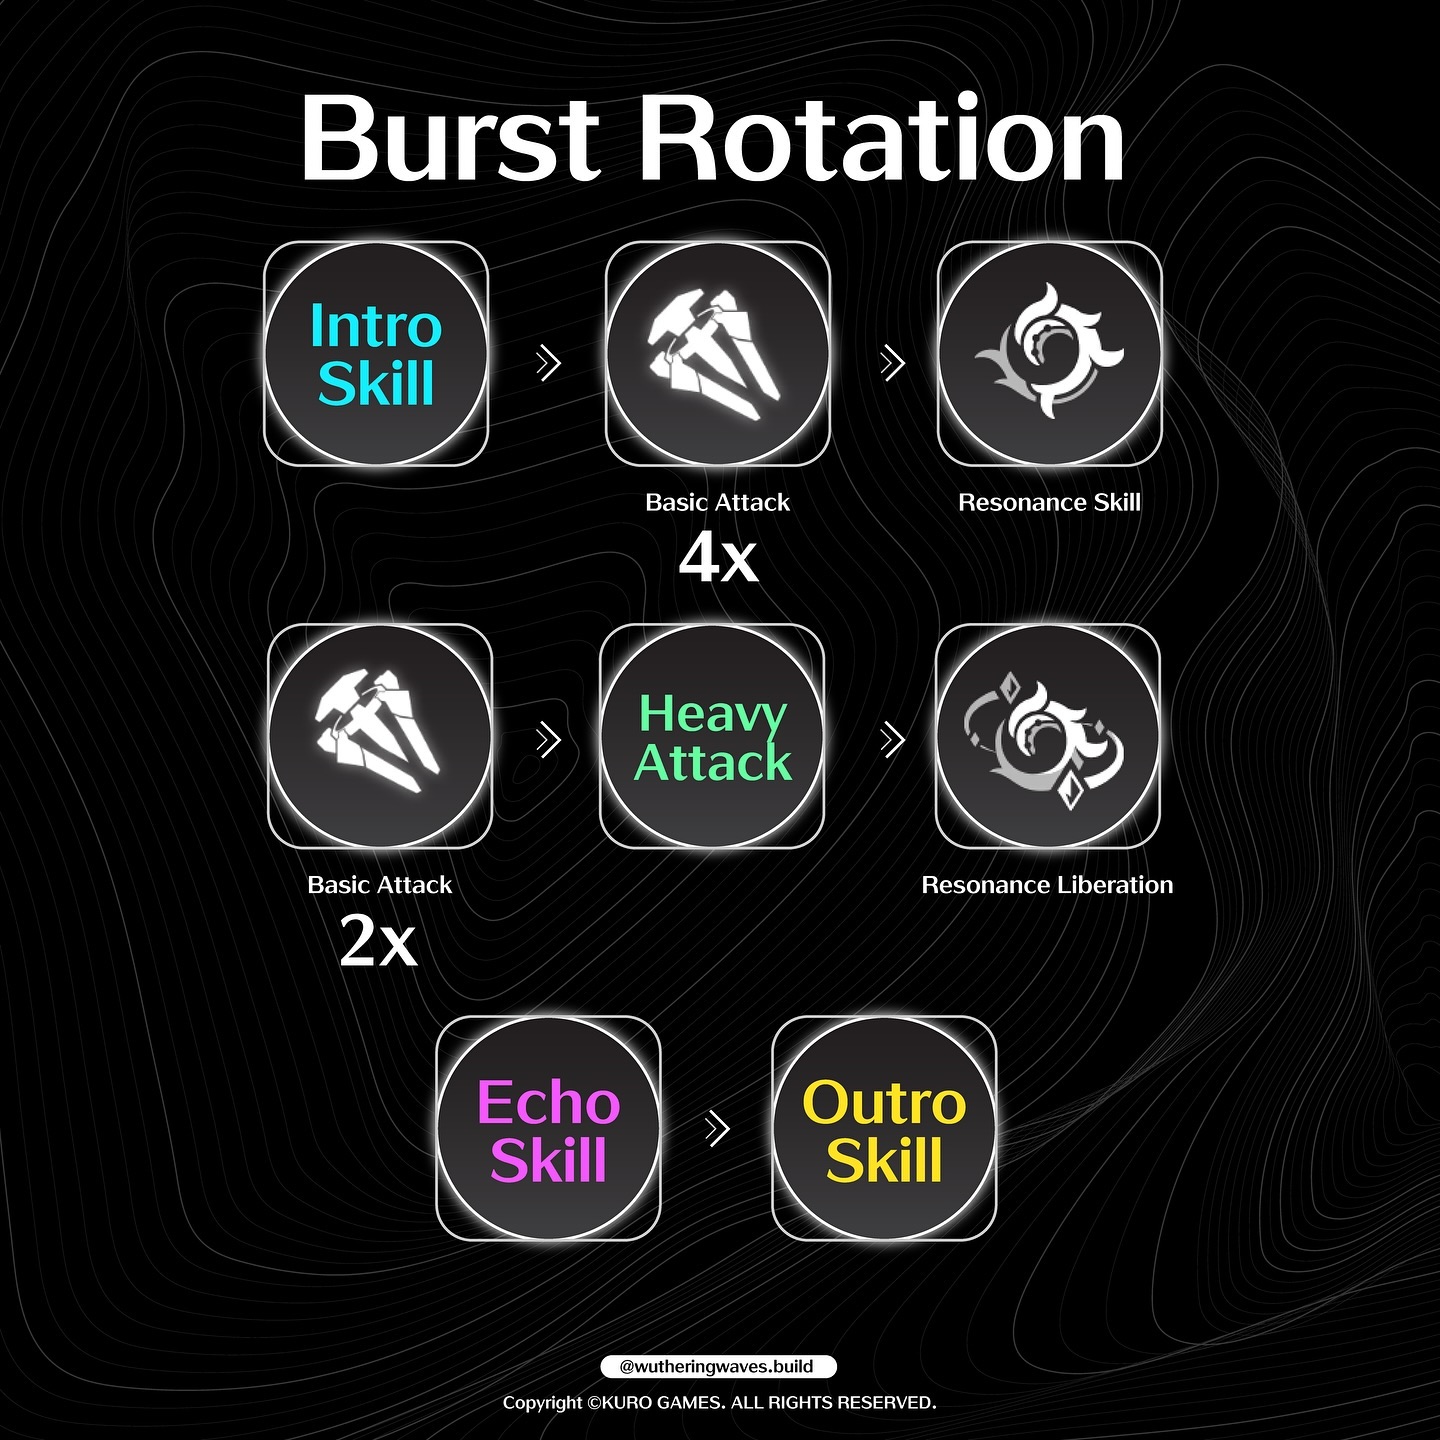 Burst Rotation
Intro
Skill
Basic Attack
4x
Resonance Skill
Basic Attack
2x
Heavy
Attack
Resonance Liberation
Echo
Skill
Outro
Skill
@wutheringwaves.build
Copyright ©KURO GAMES. ALL RIGHTS RESERVED.